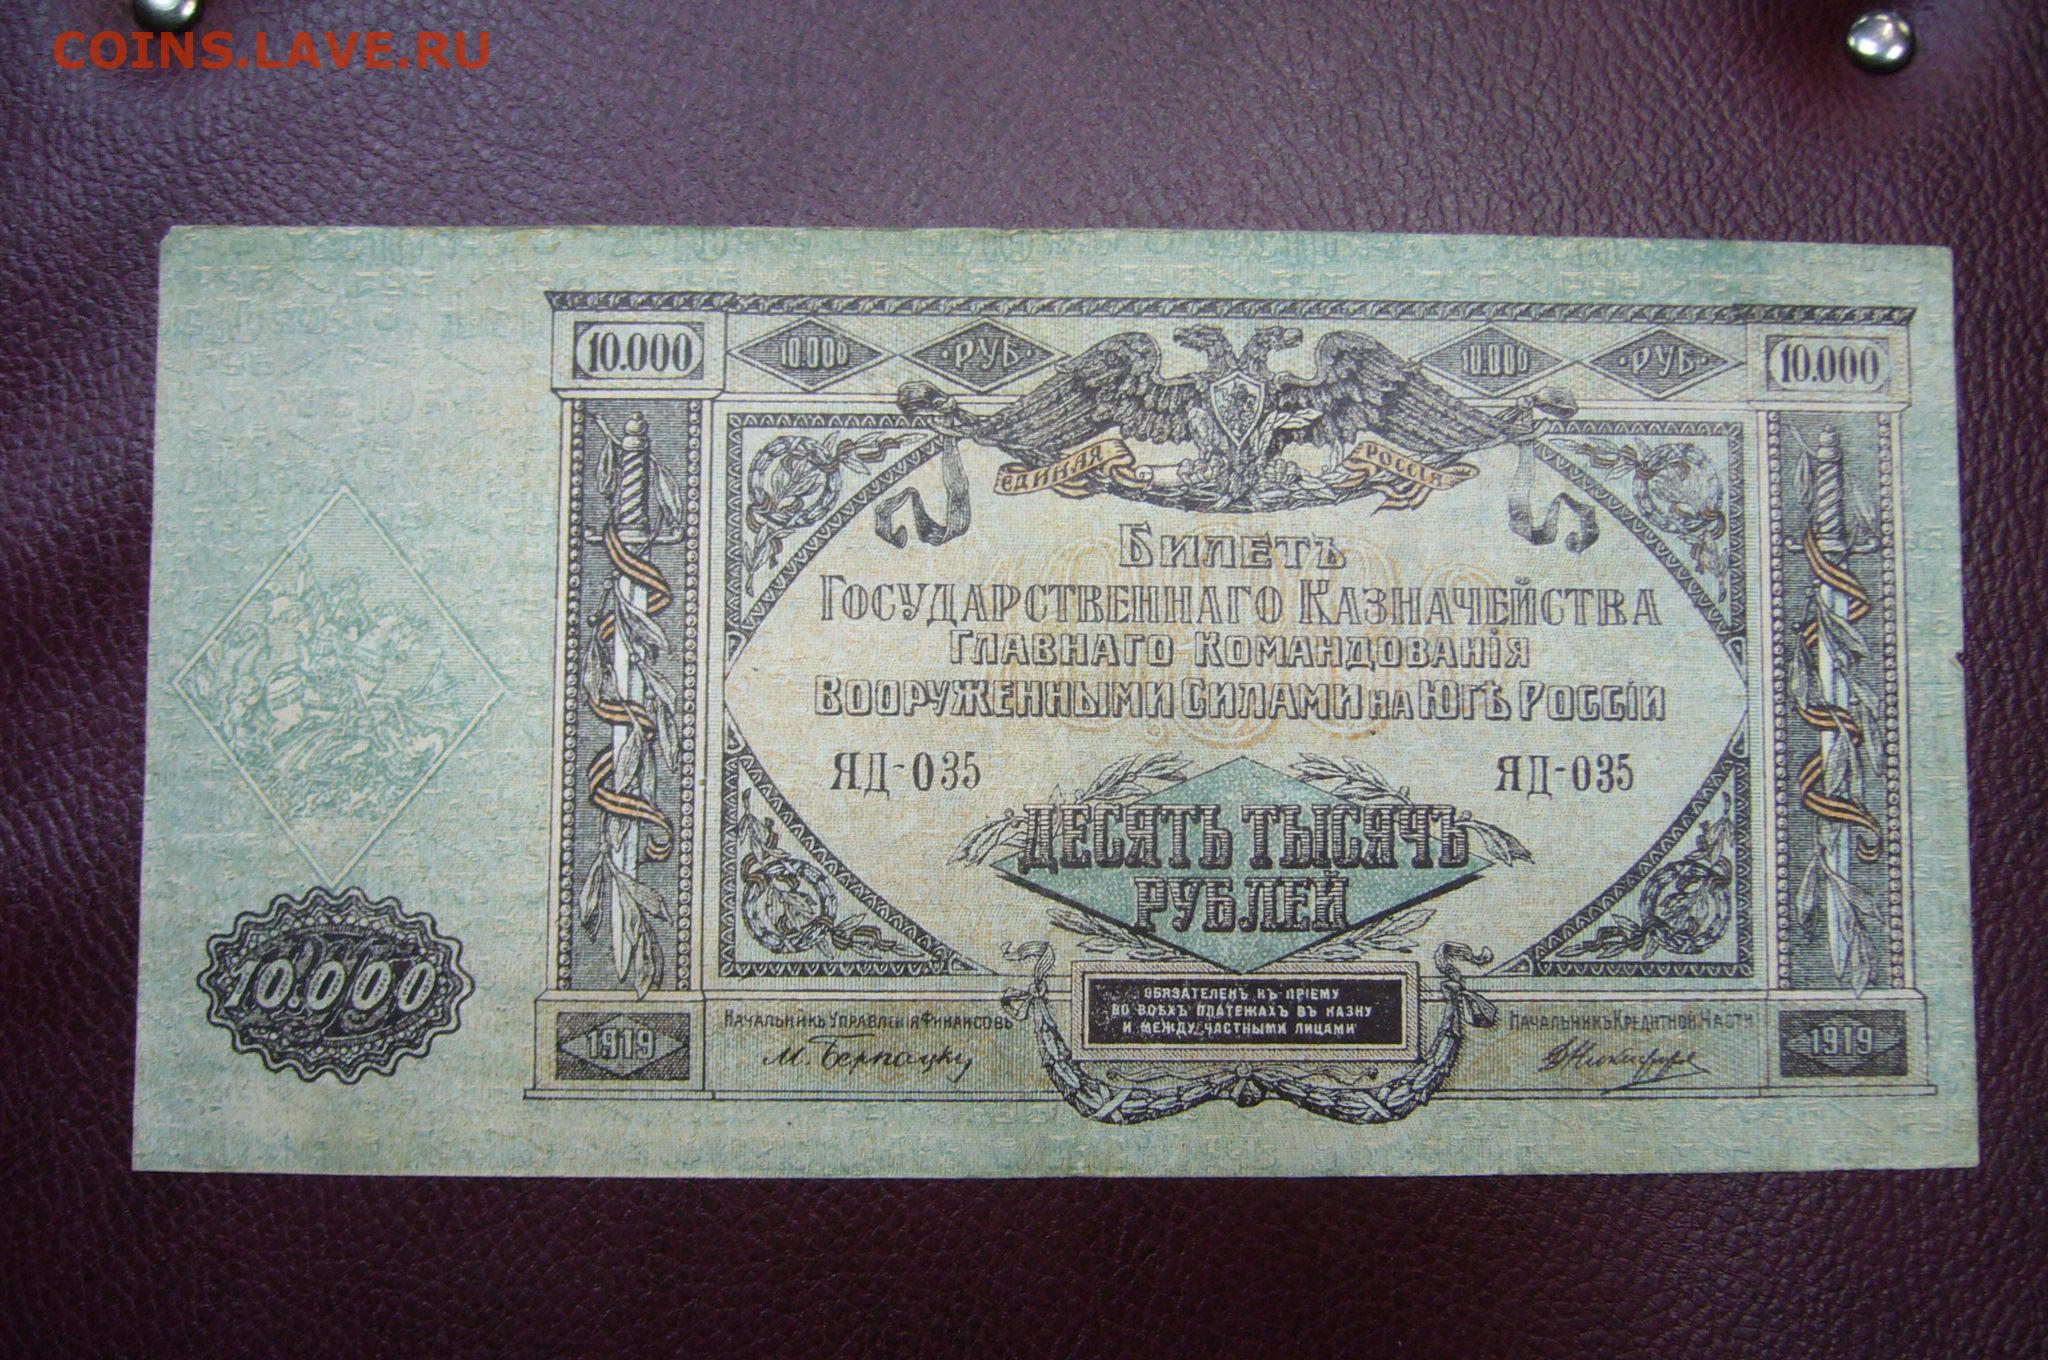 COINS.LAVE.RU
10.000
10.000
·РУБ·
10.000
·РУБ·
10.000
ЕДИНАЯ
РОССІЯ
БИЛЕТЪ
ГОСУДАРСТВЕННАГО КАЗНАЧЕЙСТВА
ГЛАВНАГО КОМАНДОВАНІЯ
ВООРУЖЕННЫМИ СИЛАМИ НА ЮГѢ РОССІИ
ЯД-035
ЯД-035
ДЕСЯТЬ ТЫСЯЧЪ
РУБЛЕЙ
10.000
ОБЯЗАТЕЛЕНЪ КЪ ПРІЕМУ
ВО ВСѢХЪ ПЛАТЕЖАХЪ ВЪ КАЗНУ
И МЕЖДУ ЧАСТНЫМИ ЛИЦАМИ
1919
НАЧАЛЬНИКЪ УПРАВЛЕНІЯ ФИНАНСОВЪ
М. Бернацкій
НАЧАЛЬНИКЪ КРЕДИТНОЙ ЧАСТИ
1919